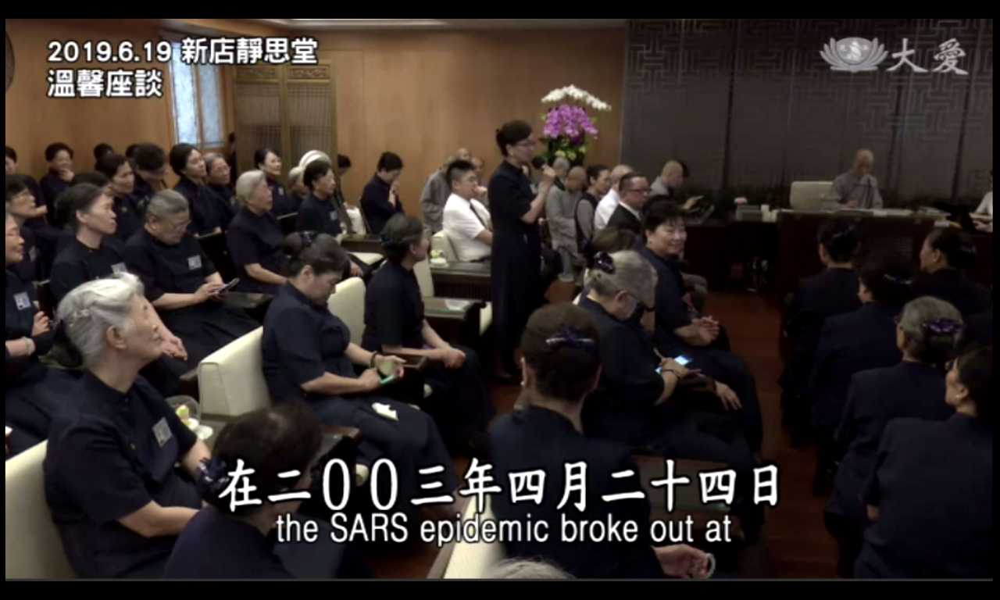 2019.6.19 新店靜思堂
溫馨座談
大愛
在二00三年四月二十四日
the SARS epidemic broke out at